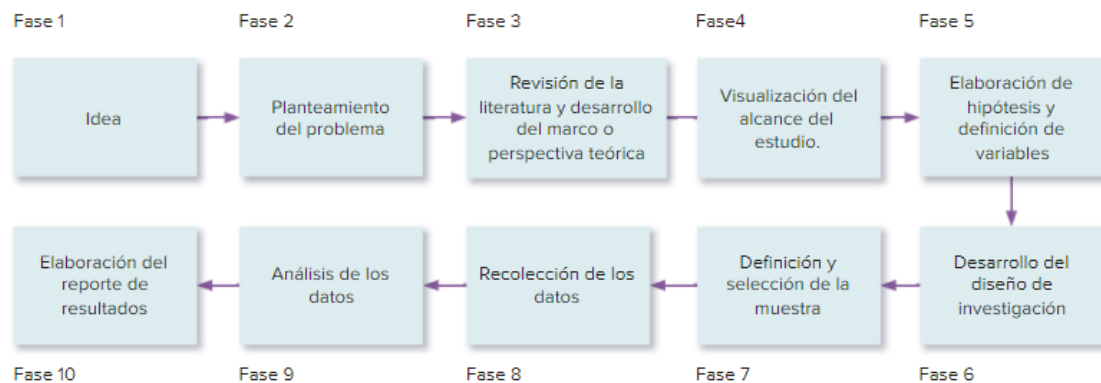 Fase 1
Fase 2
Fase 3
Fase4
Fase 5
Idea
Planteamiento
del problema
Revisión de la
literatura y desarrollo
del marco o
perspectiva teórica
Visualización del
alcance del
estudio.
Elaboración de
hipótesis y
definición de
variables
Elaboración del
reporte de
resultados
Análisis de los
datos
Recolección de los
datos
Definición y
selección de la
muestra
Desarrollo del
diseño de
investigación
Fase 10
Fase 9
Fase 8
Fase 7
Fase 6